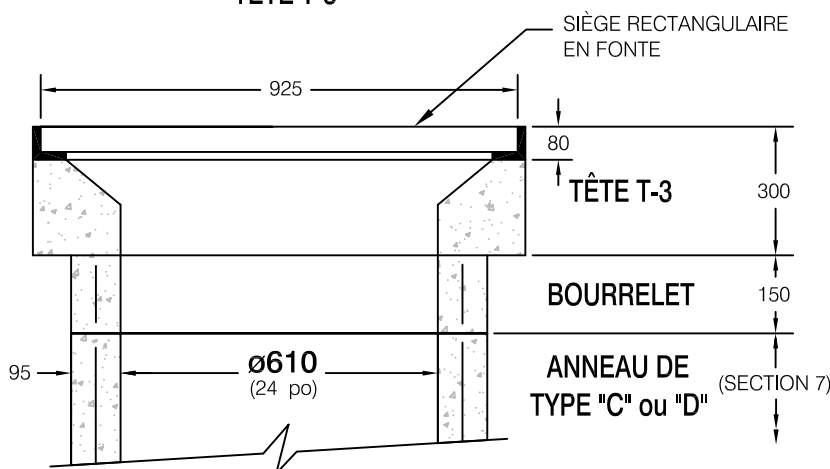 SIÈGE RECTANGULAIRE
EN FONTE
925
80
TÊTE T-3
300
BOURRELET
150
95
ø610
(24 po)
ANNEAU DE
TYPE "C" ou "D"
(SECTION 7)